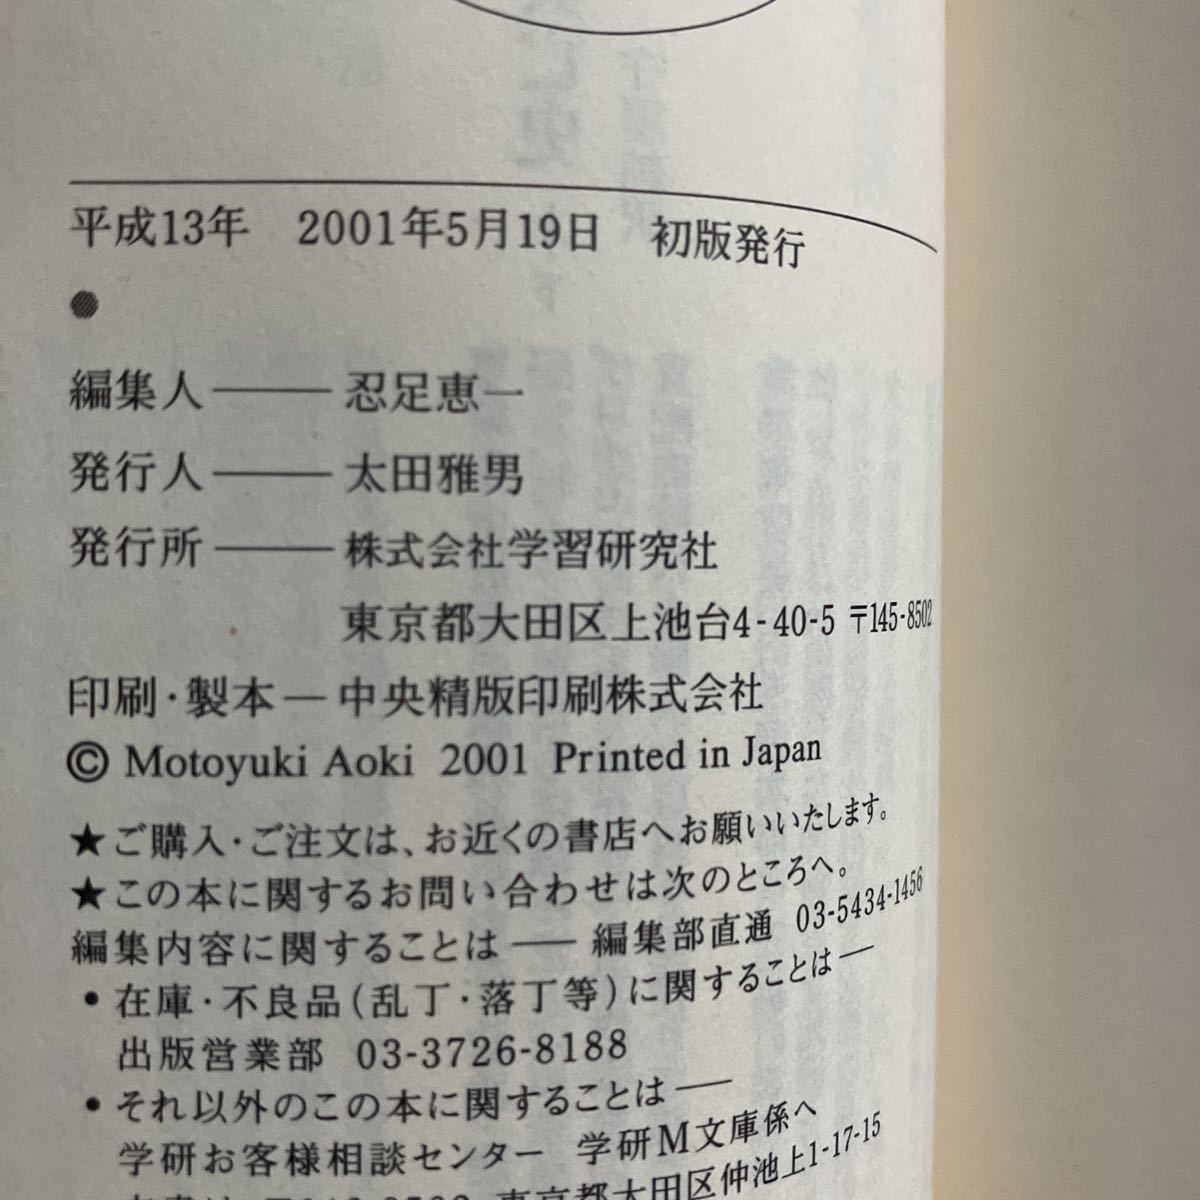 平成13年　2001年5月19日　初版発行
●
編集人――忍足恵一
発行人――太田雅男
発行所――株式会社学習研究社
東京都大田区上池台4-40-5 〒145-8502
印刷・製本―中央精版印刷株式会社
© Motoyuki Aoki 2001 Printed in Japan
★ご購入・ご注文は、お近くの書店へお願いいたします。
★この本に関するお問い合わせは次のところへ。
編集内容に関することは――編集部直通 03-5434-1456
・在庫・不良品(乱丁・落丁等)に関することは――
出版営業部 03-3726-8188
・それ以外のこの本に関することは――
学研お客様相談センター 学研M文庫係へ
東京都大田区仲池上1-17-15